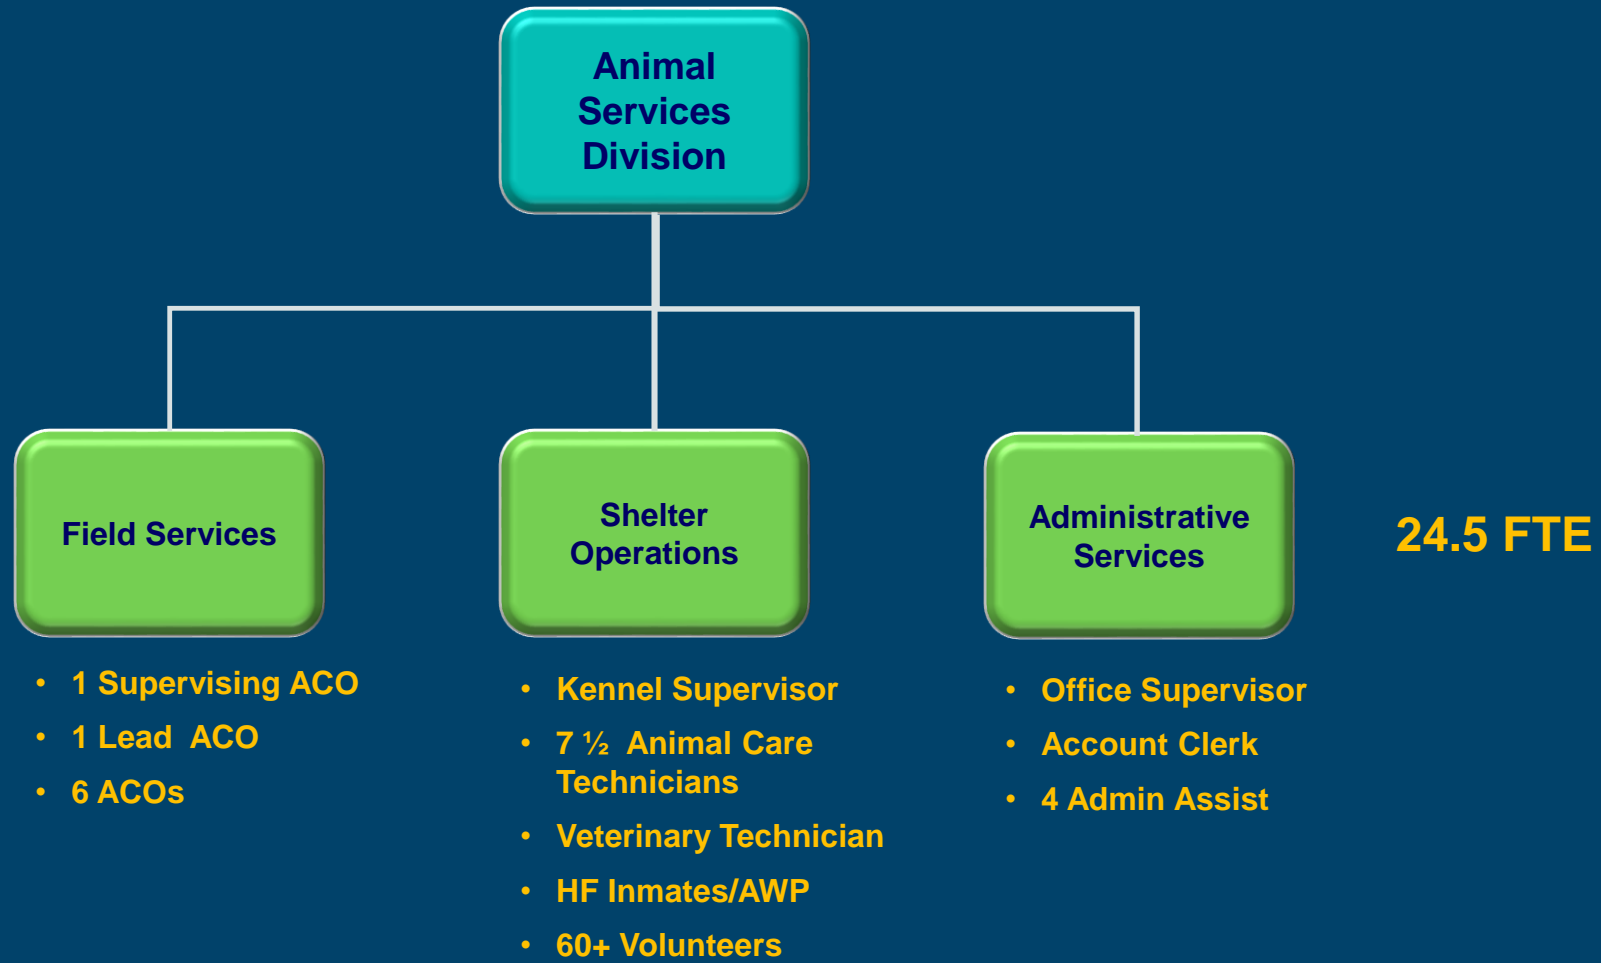 Animal
Services
Division
Field Services
Shelter
Operations
Administrative
Services
24.5 FTE
• 1 Supervising ACO
• 1 Lead ACO
• 6 ACOs
• Kennel Supervisor
• 7 ½ Animal Care
Technicians
• Veterinary Technician
• HF Inmates/AWP
• 60+ Volunteers
• Office Supervisor
• Account Clerk
• 4 Admin Assist